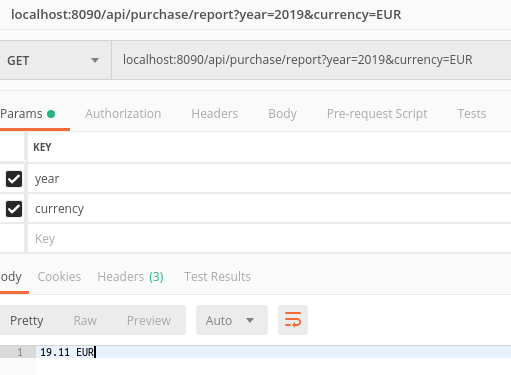 localhost:8090/api/purchase/report?year=2019&currency=EUR
GET localhost:8090/api/purchase/report?year=2019&currency=EUR
Params Authorization Headers Body Pre-request Script Tests
KEY
year
currency
Key
ody Cookies Headers (3) Test Results
Pretty Raw Preview Auto
1 19.11 EUR